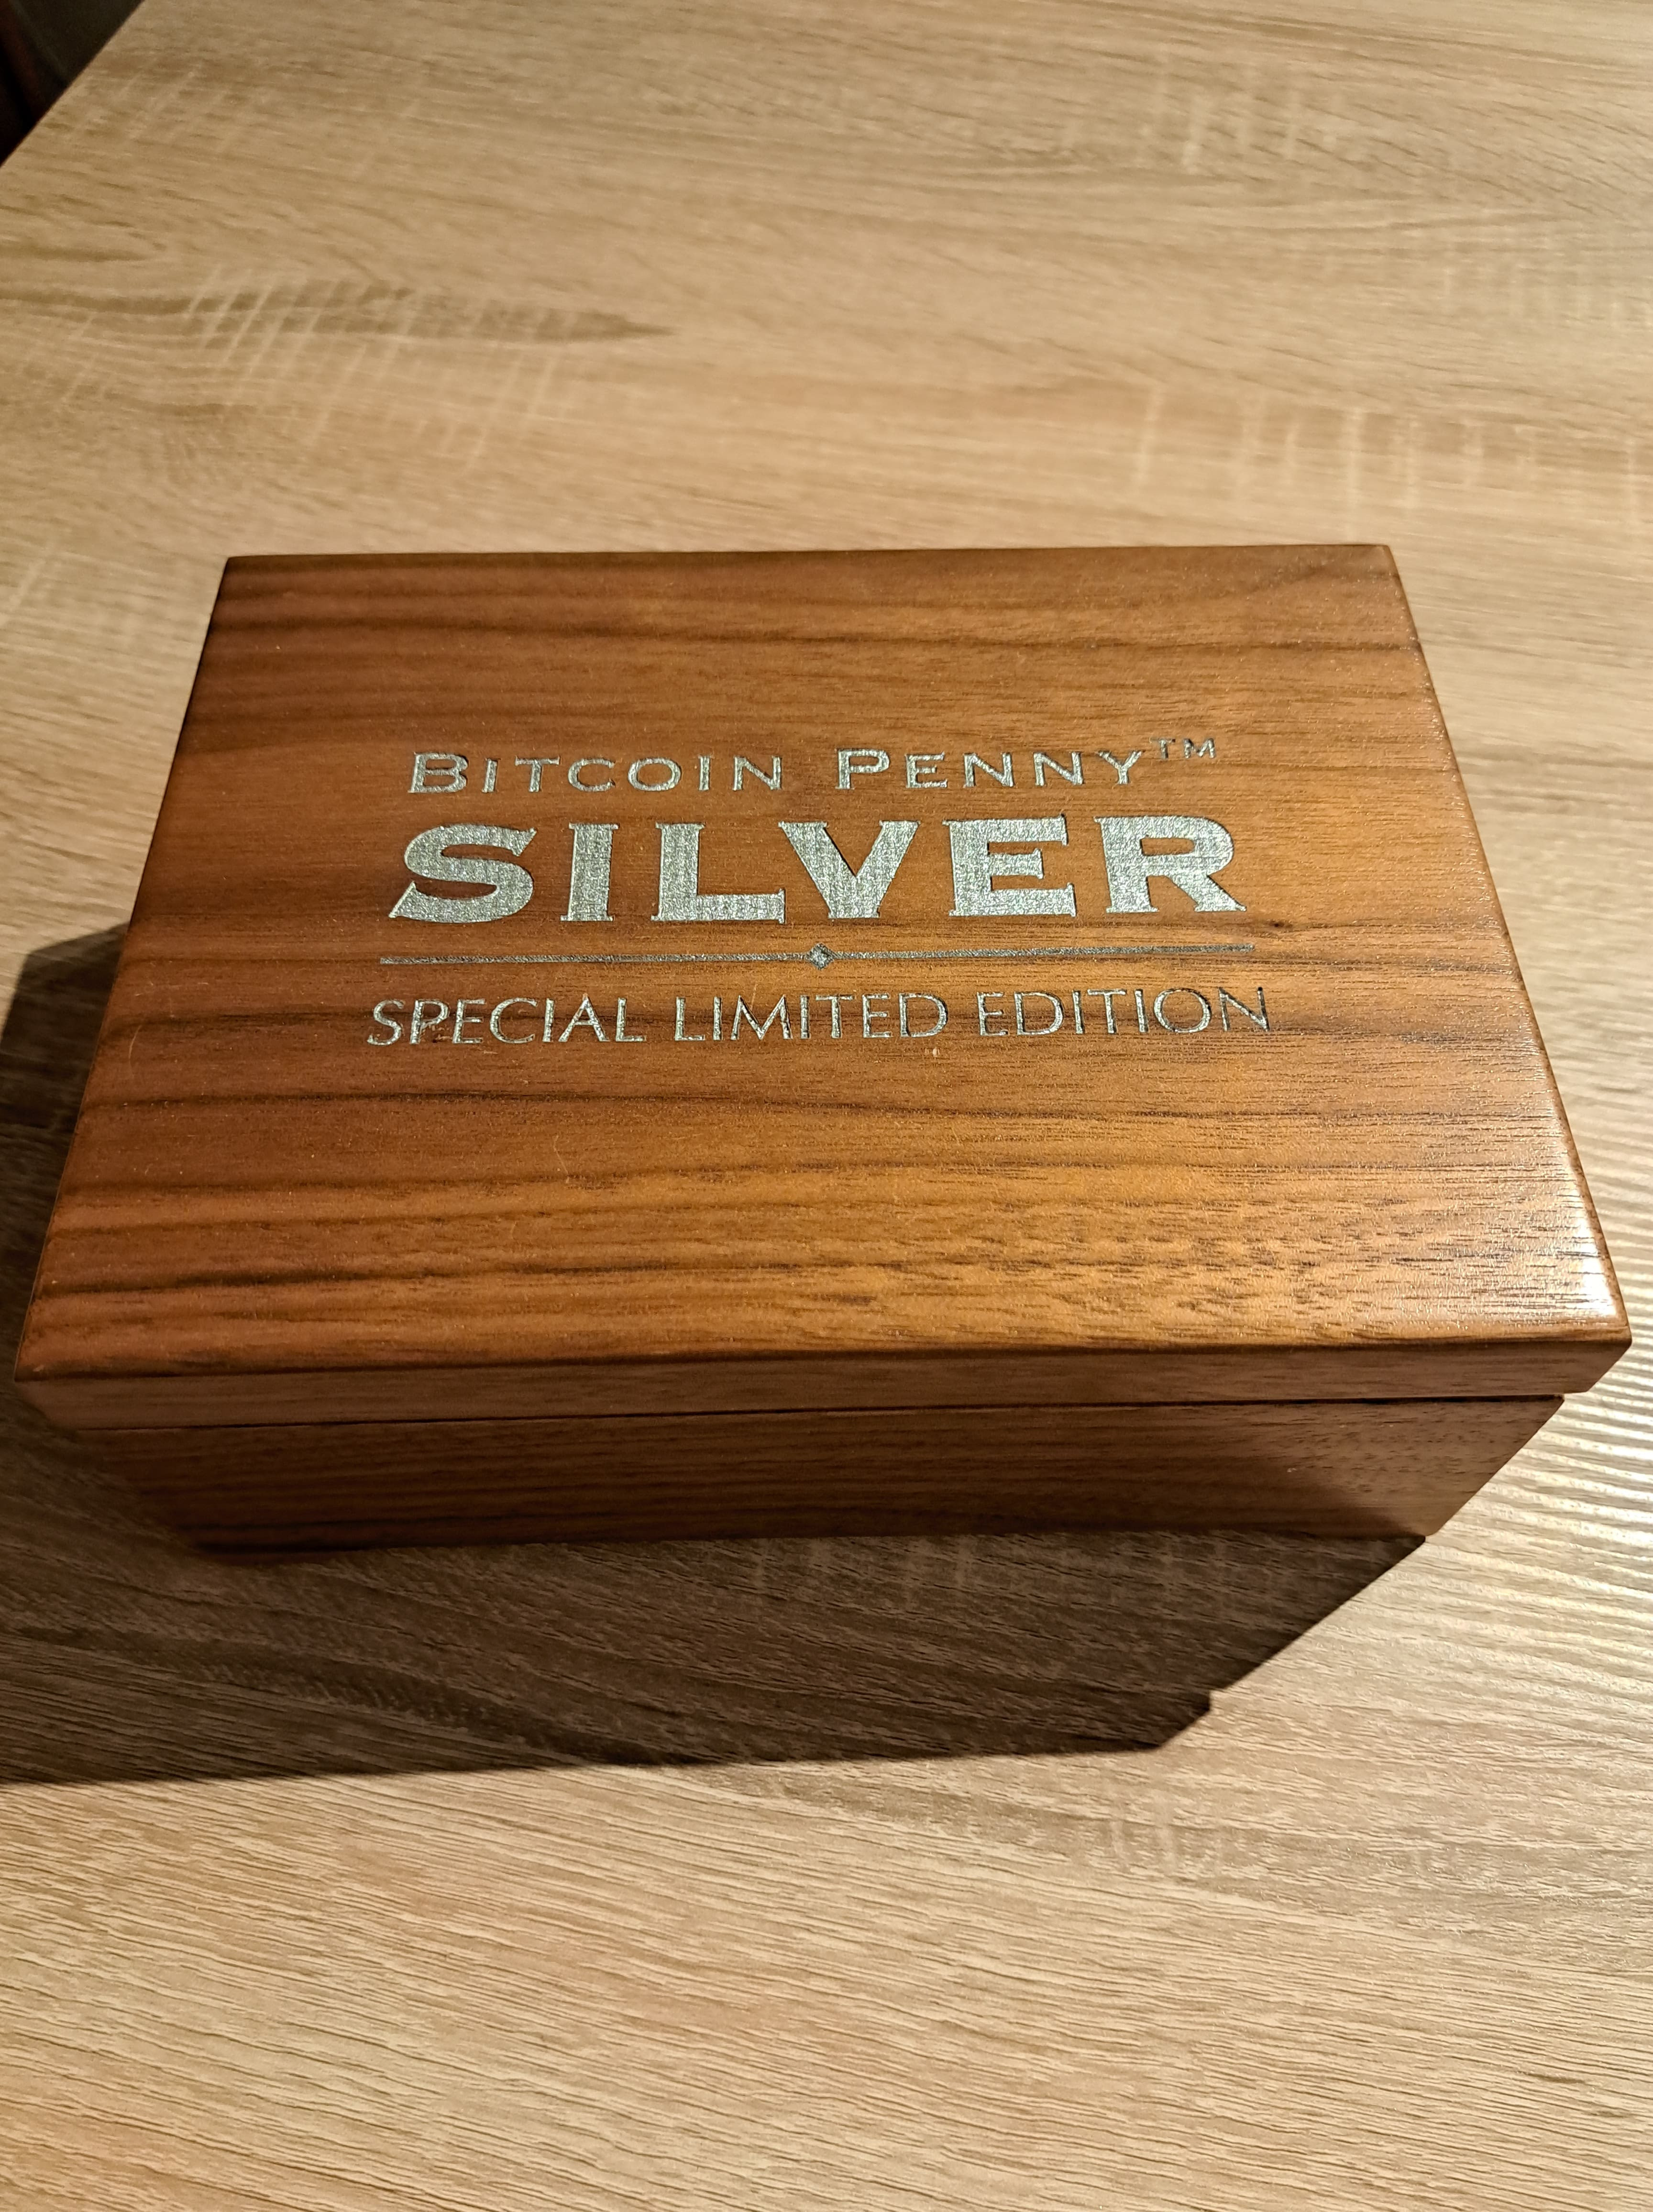 BITCOIN PENNY™
SILVER
SPECIAL LIMITED EDITION